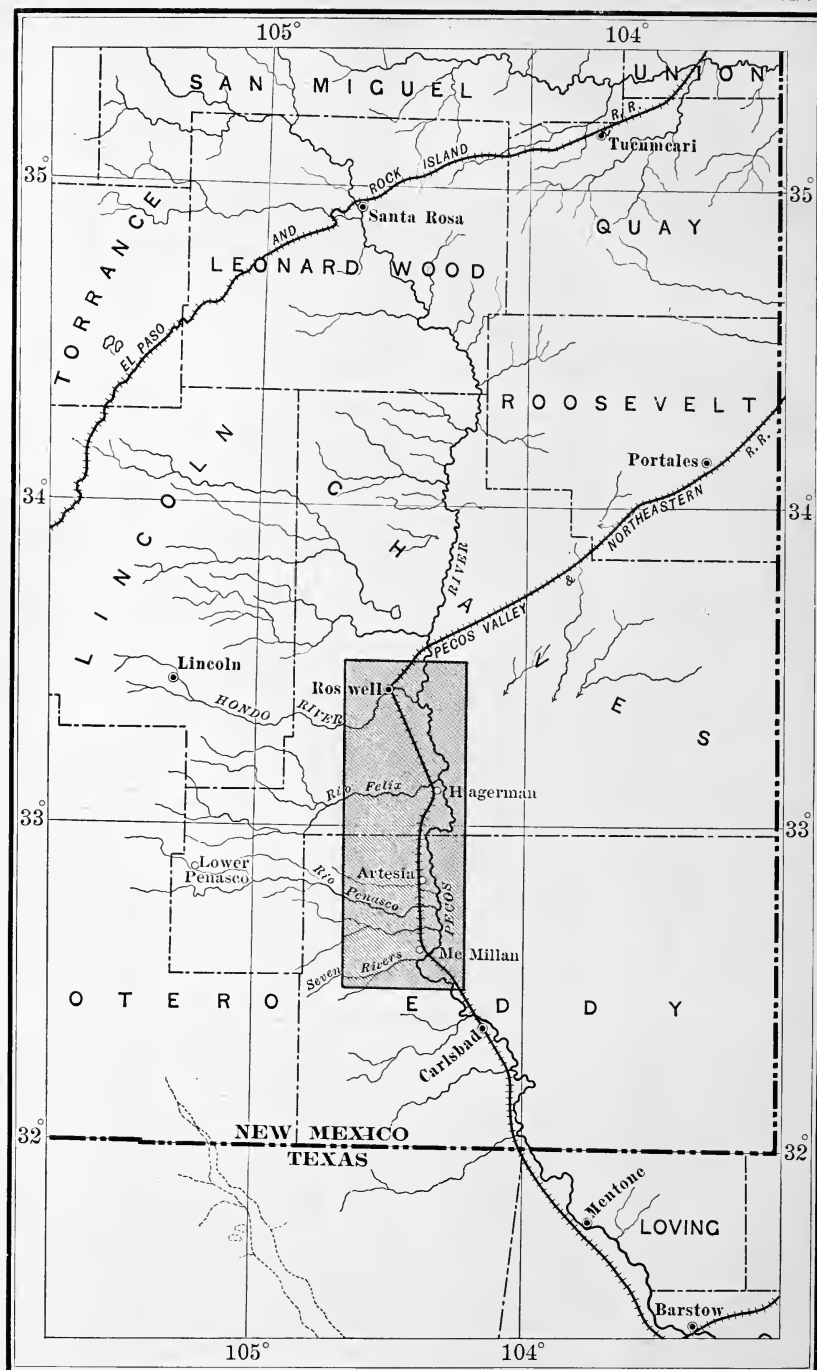 105°
104°
SAN MIGUEL
UNION
R. R.
Tucumcari
ROCK ISLAND
35°
35°
Santa Rosa
QUAY
AND
TORRANCE
LEONARD WOOD
EL PASO
ROOSEVELT
Portales
R. R.
LINCOLN
CHAVES
34°
34°
NORTHEASTERN
RIVER
&
PECOS VALLEY
Lincoln
Roswell
HONDO RIVER
Rio Felix
Hagerman
33°
33°
Lower
Penasco
Artesia
Rio Penasco
PECOS
Mc Millan
Seven Rivers
OTERO
EDDY
Carlsbad
32°
NEW MEXICO
32°
TEXAS
Mentone
LOVING
Barstow
105°
104°